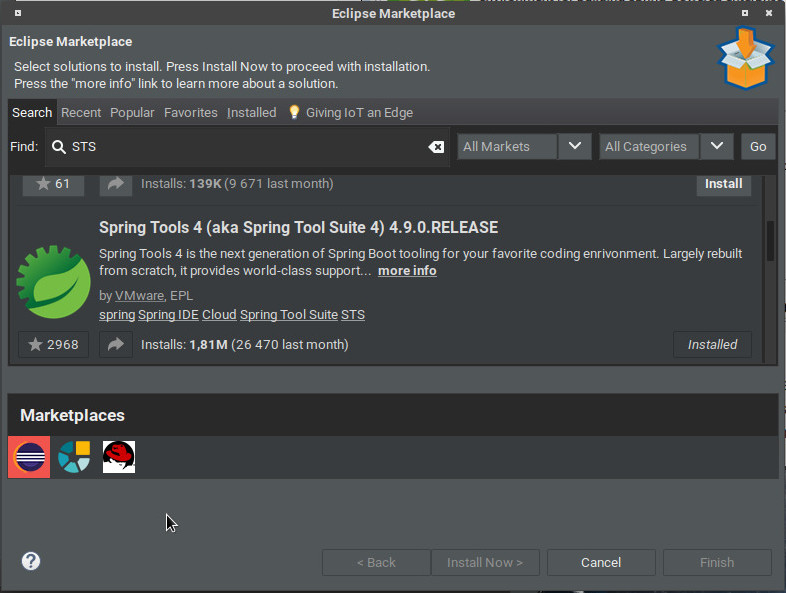 Eclipse Marketplace
Eclipse Marketplace
Select solutions to install. Press Install Now to proceed with installation.
Press the "more info" link to learn more about a solution.
Search Recent Popular Favorites Installed Giving IoT an Edge
Find: STS All Markets All Categories Go
61 Installs: 139K (9 671 last month) Install
Spring Tools 4 (aka Spring Tool Suite 4) 4.9.0.RELEASE
Spring Tools 4 is the next generation of Spring Boot tooling for your favorite coding enrivonment. Largely rebuilt
from scratch, it provides world-class support... more info
by VMware, EPL
spring Spring IDE Cloud Spring Tool Suite STS
2968 Installs: 1,81M (26 470 last month) Installed
Marketplaces
? < Back Install Now > Cancel Finish